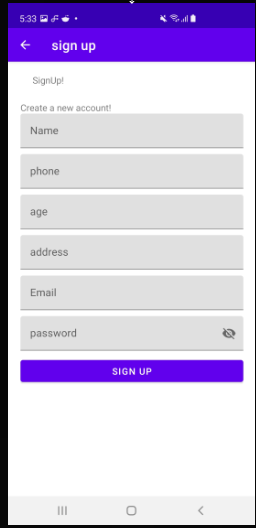 5:33
sign up
SignUp!
Create a new account!
Name
phone
age
address
Email
password
SIGN UP